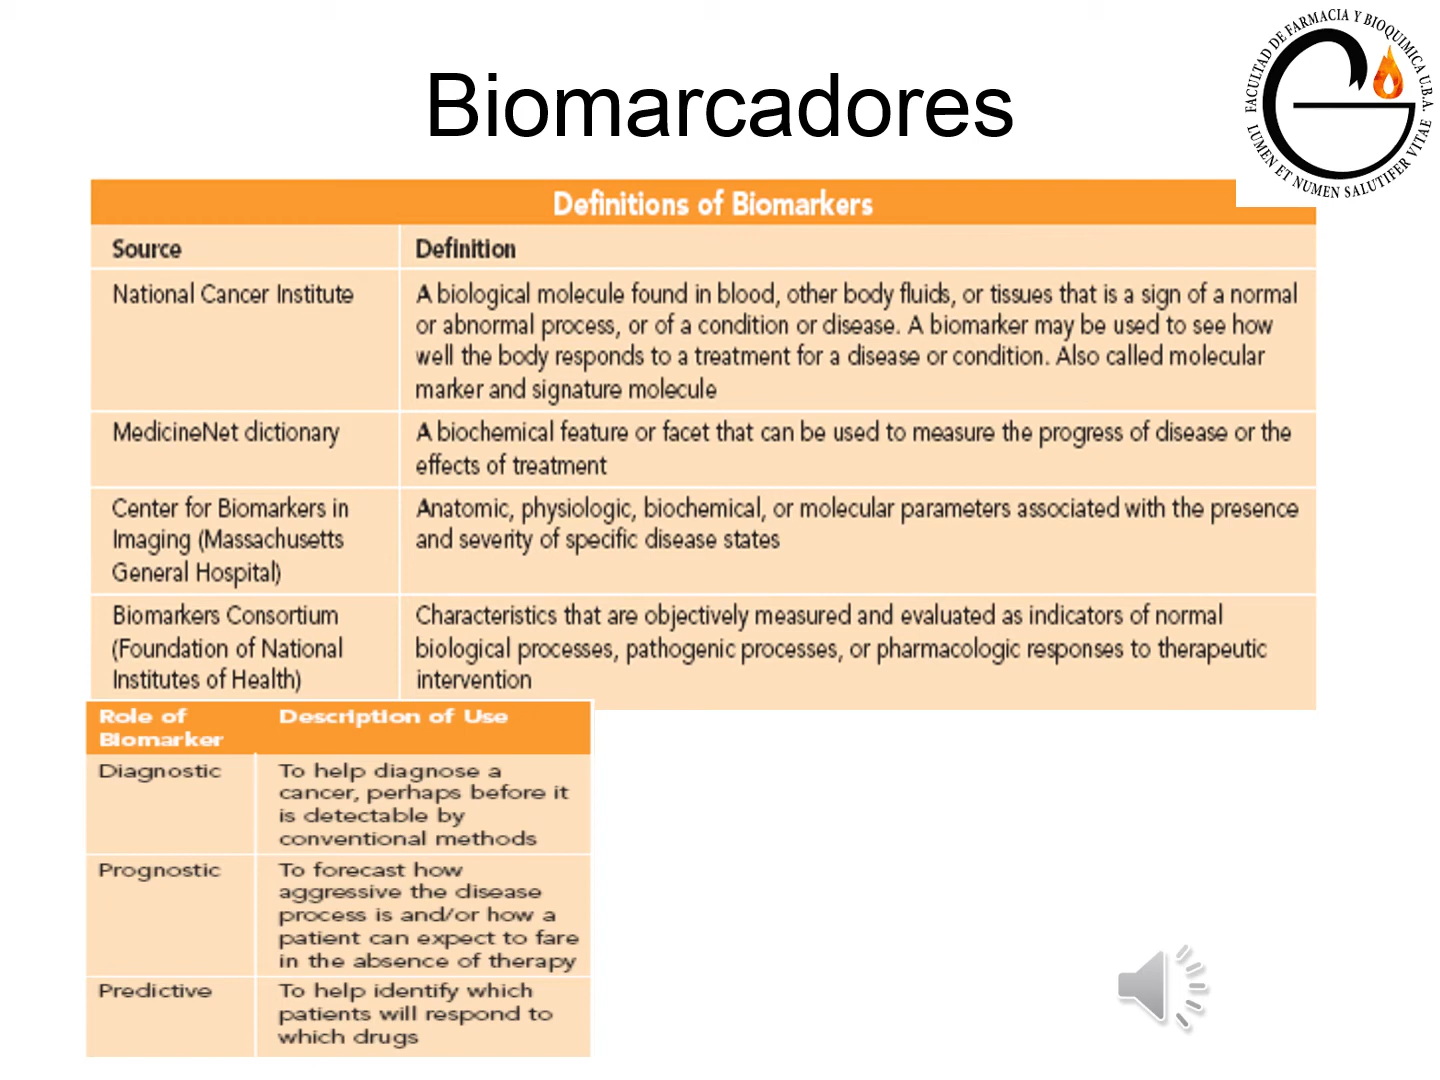 Biomarcadores
FACULTAD DE FARMACIA Y BIOQUIMICA U.B.A.
LUMEN ET NUMEN SALUTIFER VITAE
Definitions of Biomarkers
Source Definition
National Cancer Institute A biological molecule found in blood, other body fluids, or tissues that is a sign of a normal
or abnormal process, or of a condition or disease. A biomarker may be used to see how
well the body responds to a treatment for a disease or condition. Also called molecular
marker and signature molecule
MedicineNet dictionary A biochemical feature or facet that can be used to measure the progress of disease or the
effects of treatment
Center for Biomarkers in Anatomic, physiologic, biochemical, or molecular parameters associated with the presence
Imaging (Massachusetts and severity of specific disease states
General Hospital)
Biomarkers Consortium Characteristics that are objectively measured and evaluated as indicators of normal
(Foundation of National biological processes, pathogenic processes, or pharmacologic responses to therapeutic
Institutes of Health) intervention
Role of Description of Use
Biomarker
Diagnostic To help diagnose a
cancer, perhaps before it
is detectable by
conventional methods
Prognostic To forecast how
aggressive the disease
process is and/or how a
patient can expect to fare
in the absence of therapy
Predictive To help identify which
patients will respond to
which drugs